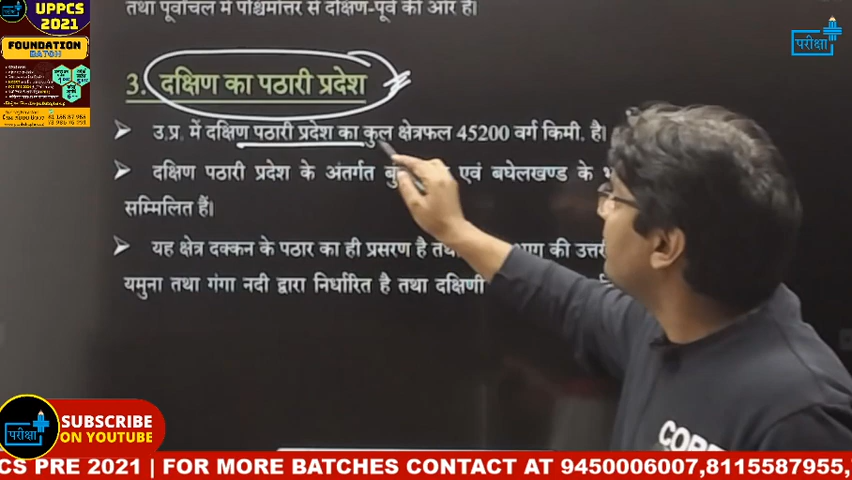 तथा पूर्वांचल में पश्चिमोत्तर से दक्षिण-पूर्व की ओर है।
UPPCS
2021
FOUNDATION
BATCH
परीक्षा
3. दक्षिण का पठारी प्रदेश
उ.प्र. में दक्षिण पठारी प्रदेश का कुल क्षेत्रफल 45200 वर्ग किमी. है।
दक्षिण पठारी प्रदेश के अंतर्गत एवं बघेलखण्ड के
सम्मिलित हैं।
यह क्षेत्र दक्कन के पठार का ही प्रसरण है की
यमुना तथा गंगा नदी द्वारा निर्धारित है तथा दक्षिणी
परीक्षा
SUBSCRIBE
ON YOUTUBE
CS PRE 2021 | FOR MORE BATCHES CONTACT AT 9450006007,8115587955,